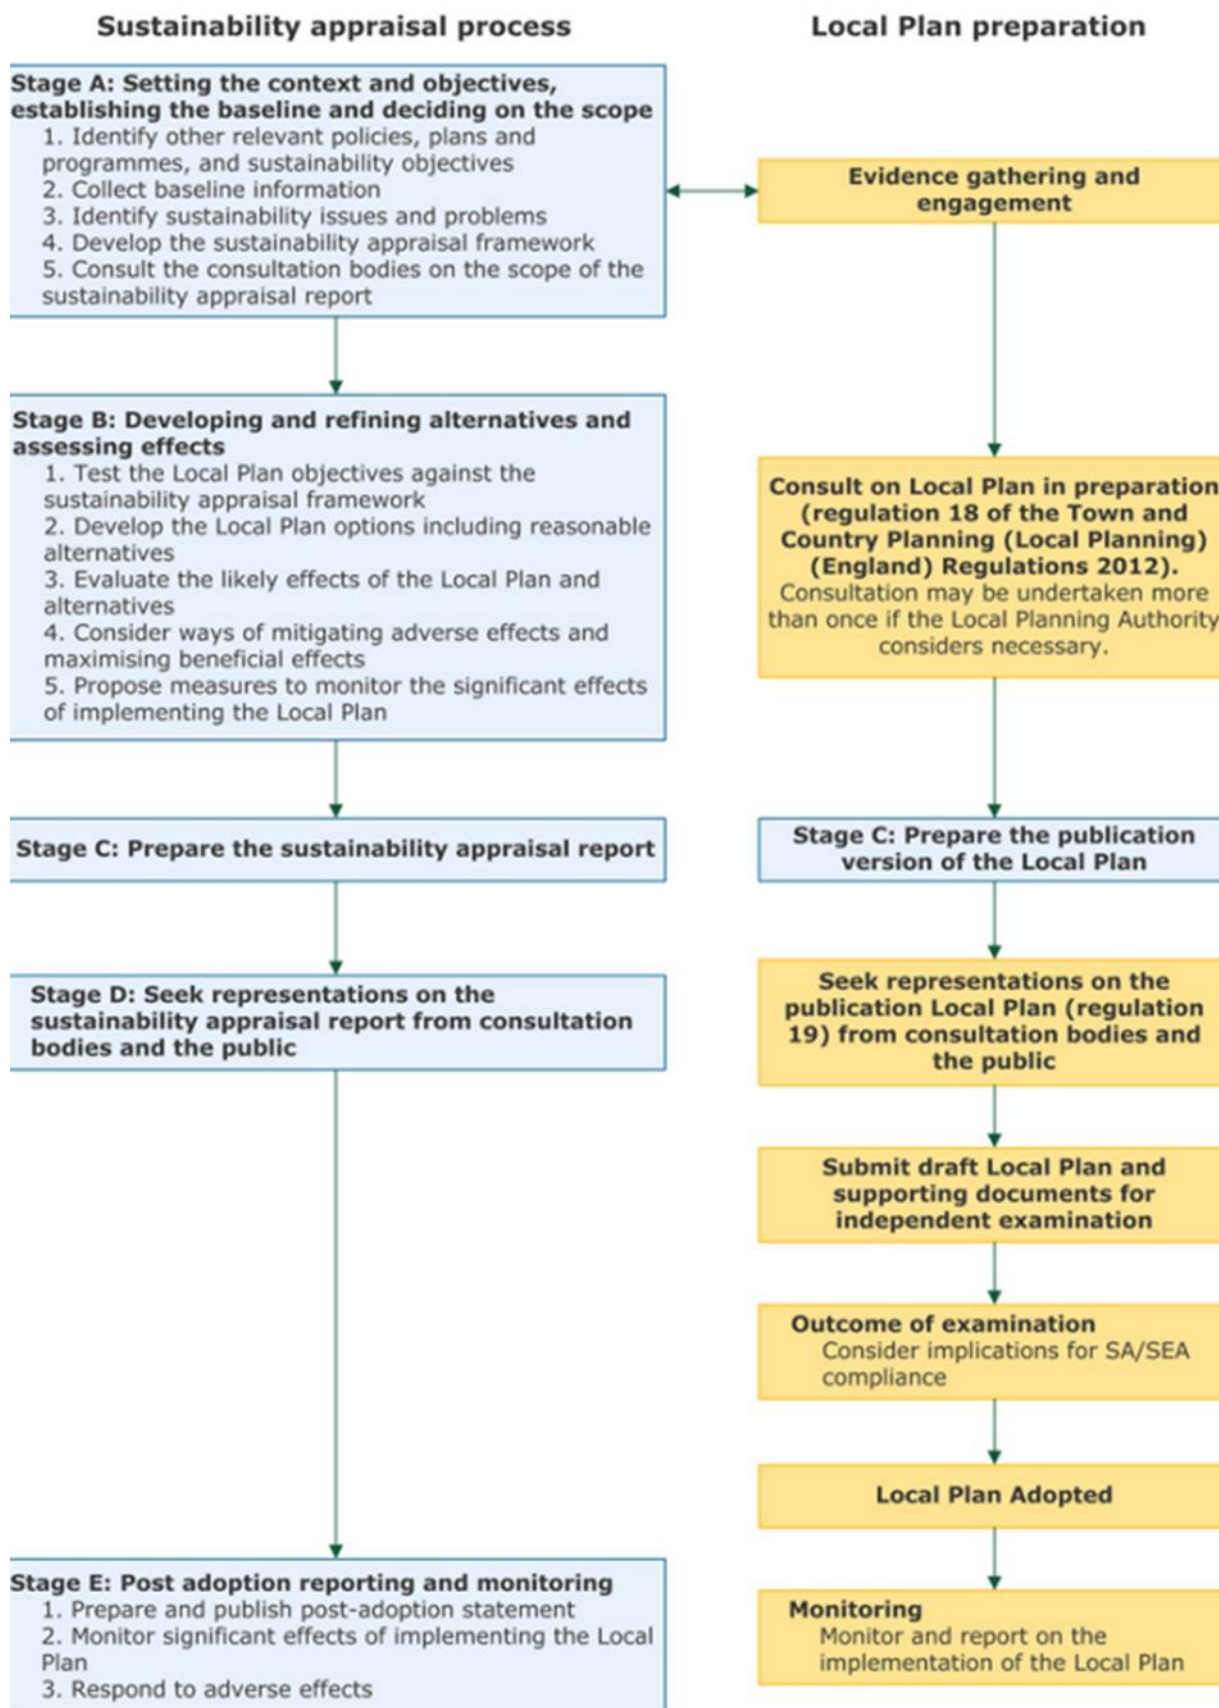 Sustainability appraisal process
Stage A: Setting the context and objectives,
establishing the baseline and deciding on the scope
1. Identify other relevant policies, plans and
programmes, and sustainability objectives
2. Collect baseline information
3. Identify sustainability issues and problems
4. Develop the sustainability appraisal framework
5. Consult the consultation bodies on the scope of the
sustainability appraisal report
Stage B: Developing and refining alternatives and
assessing effects
1. Test the Local Plan objectives against the
sustainability appraisal framework
2. Develop the Local Plan options including reasonable
alternatives
3. Evaluate the likely effects of the Local Plan and
alternatives
4. Consider ways of mitigating adverse effects and
maximising beneficial effects
5. Propose measures to monitor the significant effects
of implementing the Local Plan
Stage C: Prepare the sustainability appraisal report
Stage D: Seek representations on the
sustainability appraisal report from consultation
bodies and the public
Stage E: Post adoption reporting and monitoring
1. Prepare and publish post-adoption statement
2. Monitor significant effects of implementing the Local
Plan
3. Respond to adverse effects
Local Plan preparation
Evidence gathering and
engagement
Consult on Local Plan in preparation
(regulation 18 of the Town and
Country Planning (Local Planning)
(England) Regulations 2012).
Consultation may be undertaken more
than once if the Local Planning Authority
considers necessary.
Stage C: Prepare the publication
version of the Local Plan
Seek representations on the
publication Local Plan (regulation
19) from consultation bodies and
the public
Submit draft Local Plan and
supporting documents for
independent examination
Outcome of examination
Consider implications for SA/SEA
compliance
Local Plan Adopted
Monitoring
Monitor and report on the
implementation of the Local Plan